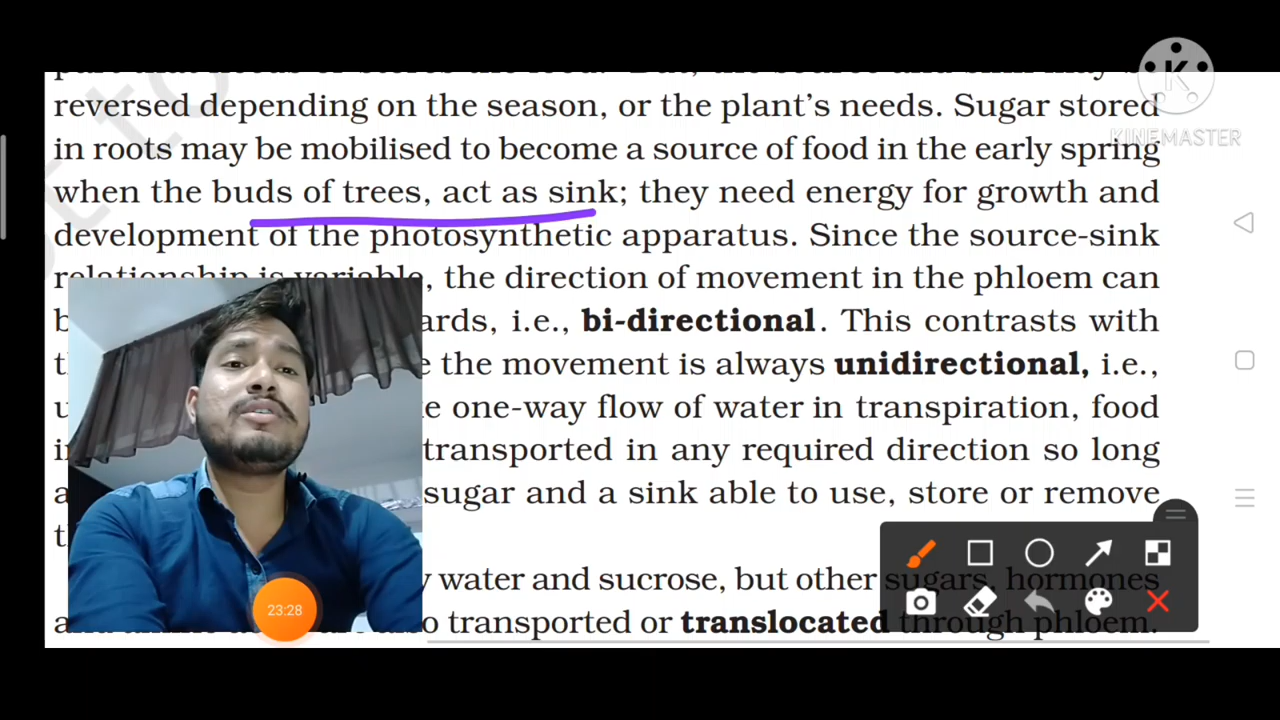 KINEMASTER
reversed depending on the season, or the plant's needs. Sugar stored
in roots may be mobilised to become a source of food in the early spring
when the buds of trees, act as sink; they need energy for growth and
development of the photosynthetic apparatus. Since the source-sink
relationship is variable, the direction of movement in the phloem can
ards, i.e., bi-directional. This contrasts with
the movement is always unidirectional, i.e.,
one-way flow of water in transpiration, food
transported in any required direction so long
sugar and a sink able to use, store or remove
water and sucrose, but other sugars, hormones
transported or translocated through phloem.
23:28